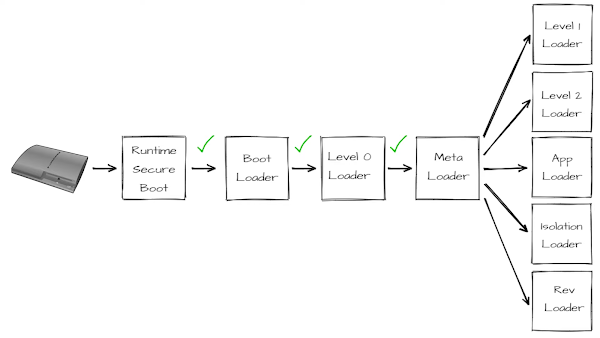 Runtime
Secure
Boot
Boot
Loader
Level 0
Loader
Meta
Loader
Level 1
Loader
Level 2
Loader
App
Loader
Isolation
Loader
Rev
Loader